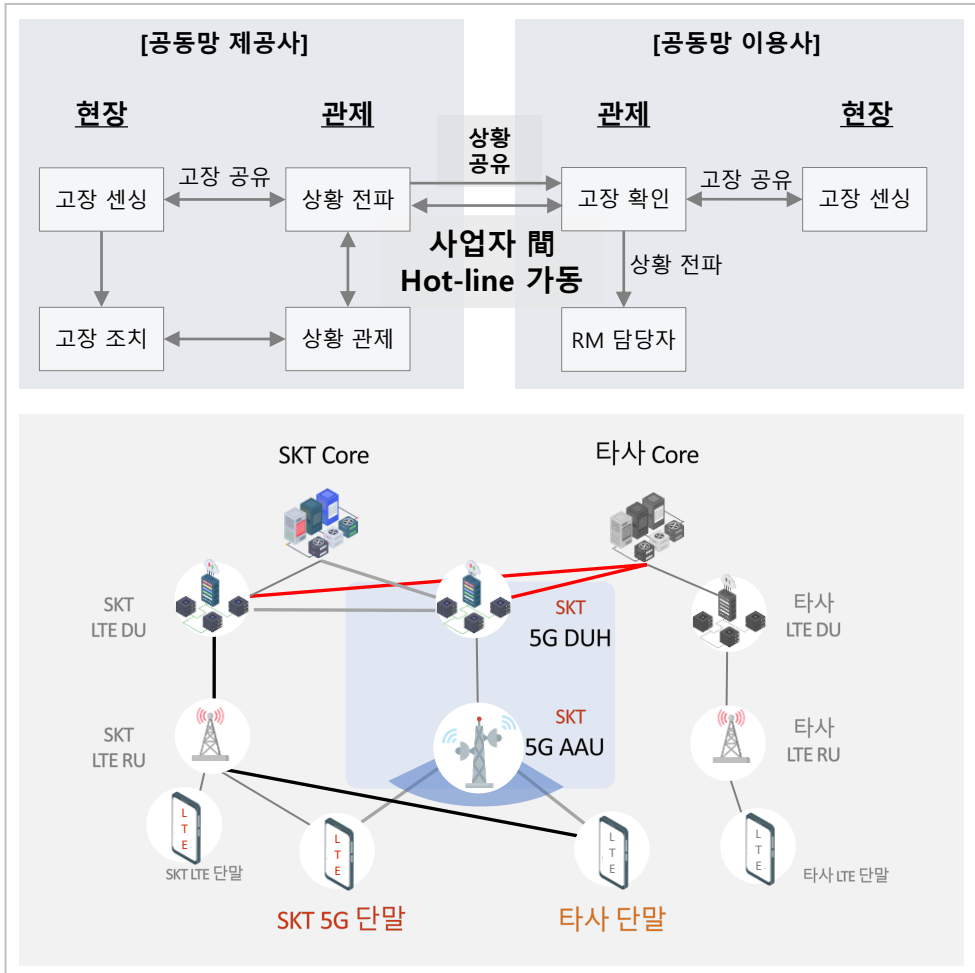 [공동망 제공사]
[공동망 이용사]
현장
관제
관제
현장
상황
공유
고장 센싱
고장 공유
상황 전파
고장 확인
고장 공유
고장 센싱
사업자 間
Hot-line 가동
상황 전파
고장 조치
상황 관제
RM 담당자
SKT Core
타사 Core
SKT
LTE DU
SKT
5G DUH
타사
LTE DU
SKT
LTE RU
SKT
5G AAU
타사
LTE RU
L
T
E
L
T
E
L
T
E
L
T
E
SKT LTE 단말
타사 LTE 단말
SKT 5G 단말
타사 단말